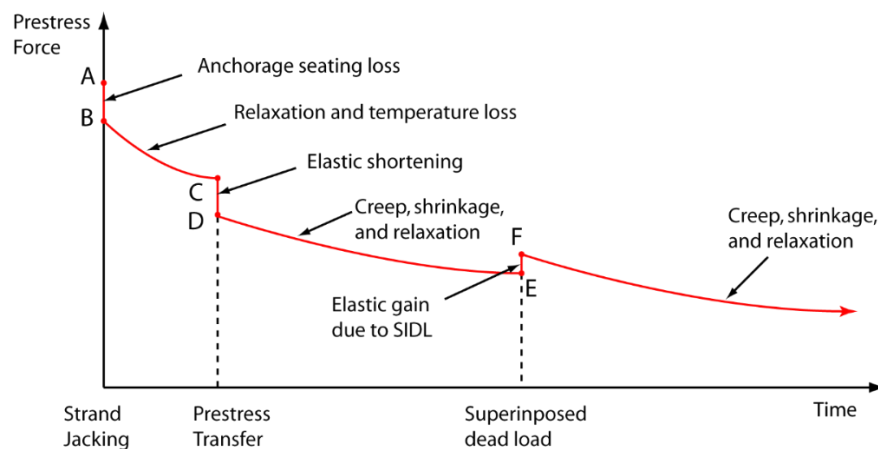 Prestress
Force
A
Anchorage seating loss
B
Relaxation and temperature loss
Elastic shortening
C
D
Creep, shrinkage,
and relaxation
F
E
Elastic gain
due to SIDL
Creep, shrinkage,
and relaxation
Strand
Jacking
Prestress
Transfer
Superinposed
dead load
Time